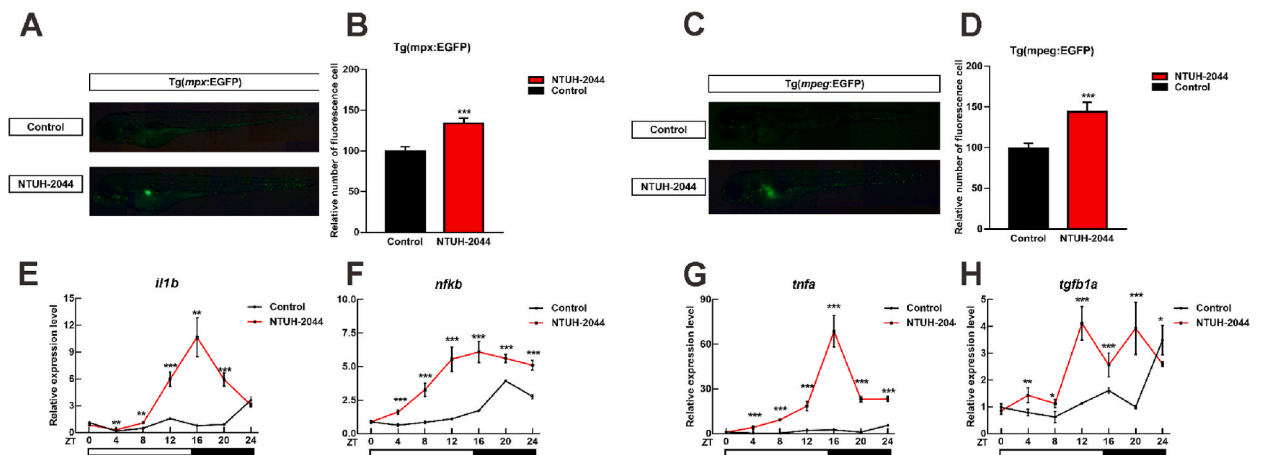 A
Tg(mpx:EGFP)
Control
NTUH-2044
B
Tg(mpx:EGFP)
Relative number of fluorescence cell
200
150
100
50
0
***
Control
NTUH-2044
NTUH-2044
Control
C
Tg(mpeg:EGFP)
Control
NTUH-2044
D
Tg(mpeg:EGFP)
Relative number of fluorescence cell
200
150
100
50
0
***
Control
NTUH-2044
NTUH-2044
Control
E
il1b
Relative expression level
15
12
9
6
3
0
** ** *** ** ***
ZT 0 4 8 12 16 20 24
Control
NTUH-2044
F
nfkb
Relative expression level
10.0
7.5
5.0
2.5
0.0
*** *** *** *** *** ***
ZT 0 4 8 12 16 20 24
Control
NTUH-2044
G
tnfa
Relative expression level
90
60
30
0
*** *** *** *** *** ***
ZT 0 4 8 12 16 20 24
Control
NTUH-204
H
tgfb1a
Relative expression level
5
4
3
2
1
0
** * *** *** *** *
ZT 0 4 8 12 16 20 24
Control
NTUH-2044